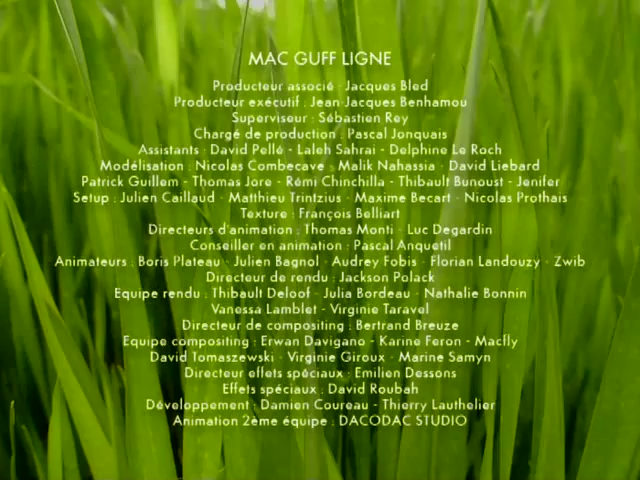 MAC GUFF LIGNE
Producteur associé · Jacques Bled
Producteur exécutif : Jean-Jacques Benhamou
Superviseur : Sébastien Rey
Chargé de production : Pascal Jonquais
Assistants · David Pellé - Laleh Sahrai - Delphine Le Roch
Modélisation : Nicolas Combecave · Malik Nahassia · David Liebard
Patrick Guillem - Thomas Jore - Rémi Chinchilla - Thibault Bunoust - Jenifer
Setup : Julien Caillaud · Matthieu Trintzius · Maxime Becart · Nicolas Prothais
Texture : François Belliart
Directeurs d'animation : Thomas Monti · Luc Degardin
Conseiller en animation : Pascal Anquetil
Animateurs : Boris Plateau · Julien Bagnol · Audrey Fobis · Florian Landouzy · Zwib
Directeur de rendu : Jackson Polack
Equipe rendu : Thibault Deloof · Julia Bordeau · Nathalie Bonnin
Vanessa Lamblet - Virginie Taravel
Directeur de compositing : Bertrand Breuze
Equipe compositing : Erwan Davigano - Karine Feron - Macfly
David Tomaszewski · Virginie Giroux · Marine Samyn
Directeur effets spéciaux : Emilien Dessons
Effets spéciaux : David Roubah
Développement : Damien Coureau - Thierry Lauthelier
Animation 2ème équipe : DACODAC STUDIO